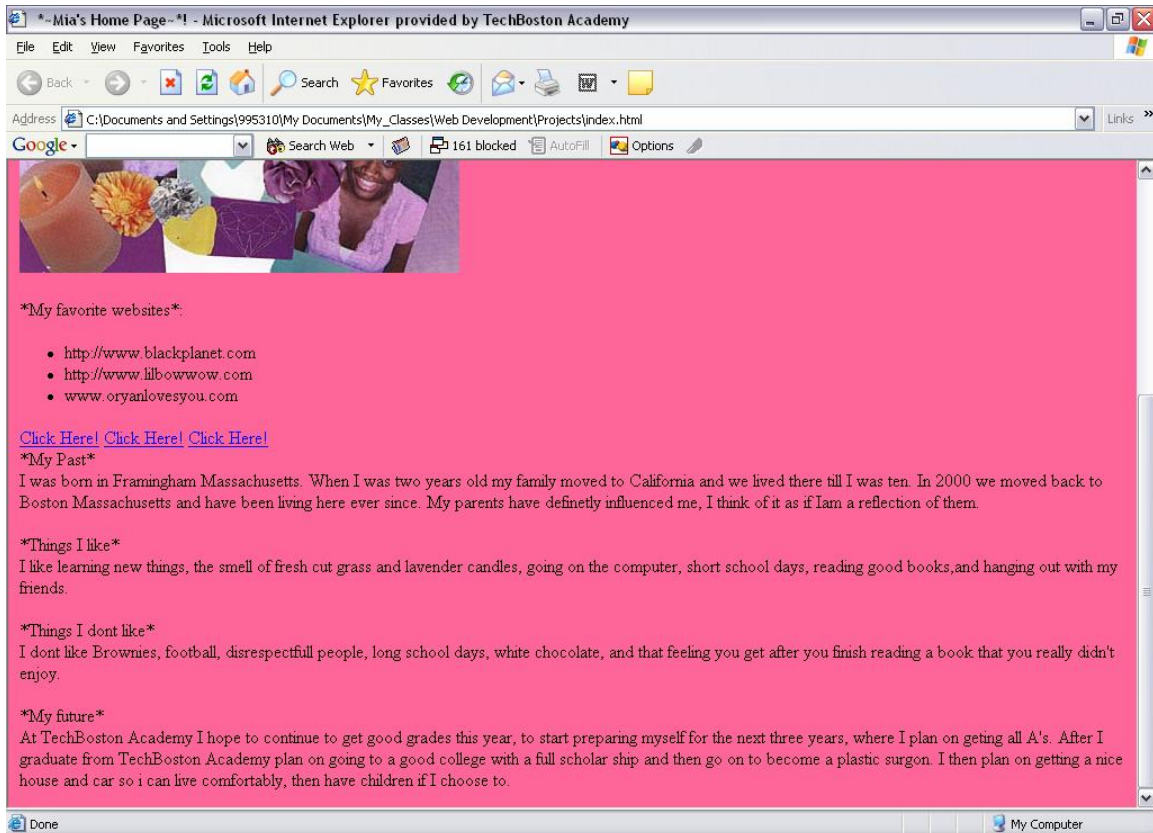 *~Mia's Home Page~*! - Microsoft Internet Explorer provided by TechBoston Academy
File Edit View Favorites Tools Help
Back Search Favorites
Address C:\Documents and Settings\995310\My Documents\My_Classes\Web Development\Projects\index.html Links »
Google Search Web 161 blocked AutoFill Options
*My favorite websites*:
http://www.blackplanet.com
http://www.lilbowwow.com
www.oryanlovesyou.com
Click Here! Click Here! Click Here!
*My Past*
I was born in Framingham Massachusetts. When I was two years old my family moved to California and we lived there till I was ten. In 2000 we moved back to
Boston Massachusetts and have been living here ever since. My parents have definetly influenced me, I think of it as if Iam a reflection of them.
*Things I like*
I like learning new things, the smell of fresh cut grass and lavender candles, going on the computer, short school days, reading good books,and hanging out with my
friends.
*Things I dont like*
I dont like Brownies, football, disrespectfull people, long school days, white chocolate, and that feeling you get after you finish reading a book that you really didn't
enjoy.
*My future*
At TechBoston Academy I hope to continue to get good grades this year, to start preparing myself for the next three years, where I plan on geting all A's. After I
graduate from TechBoston Academy plan on going to a good college with a full scholar ship and then go on to become a plastic surgon. I then plan on getting a nice
house and car so i can live comfortably, then have children if I choose to.
Done My Computer